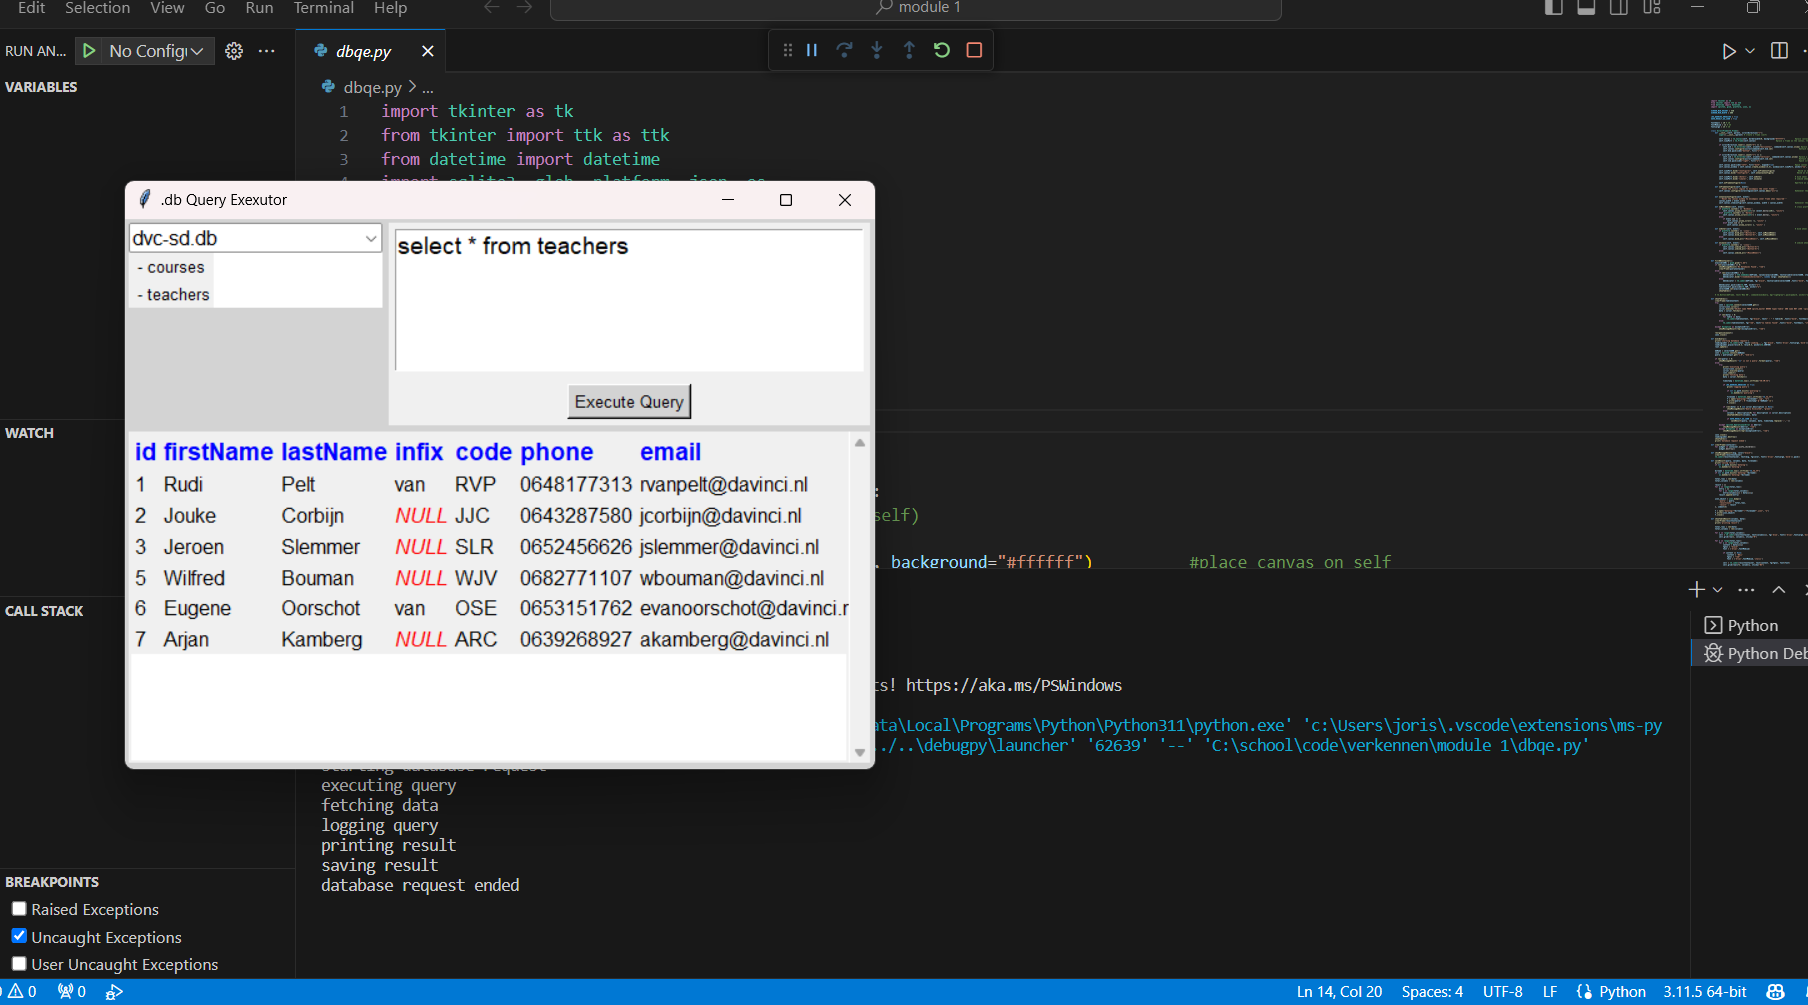 Edit Selection View Go Run Terminal Help
module 1
RUN AN... No Config
dbqe.py
VARIABLES
dbqe.py > ...
1 import tkinter as tk
2 from tkinter import ttk as ttk
3 from datetime import datetime
.db Query Exexutor
dvc-sd.db
- courses
- teachers
select * from teachers
Execute Query
id firstName lastName infix code phone email
1 Rudi Pelt van RVP 0648177313 rvanpelt@davinci.nl
2 Jouke Corbijn NULL JJC 0643287580 jcorbijn@davinci.nl
3 Jeroen Slemmer NULL SLR 0652456626 jslemmer@davinci.nl
5 Wilfred Bouman NULL WJV 0682771107 wbouman@davinci.nl
6 Eugene Oorschot van OSE 0653151762 evanoorschot@davinci.r
7 Arjan Kamberg NULL ARC 0639268927 akamberg@davinci.nl
:
self)
, background="#ffffff") #place canvas on self
WATCH
CALL STACK
Python
Python Deb
ts! https://aka.ms/PSWindows
ata\Local\Programs\Python\Python311\python.exe' 'c:\Users\joris\.vscode\extensions\ms-py
../..\debugpy\launcher' '62639' '--' 'C:\school\code\verkennen\module 1\dbqe.py'
starting database request
executing query
fetching data
logging query
printing result
saving result
database request ended
BREAKPOINTS
Raised Exceptions
Uncaught Exceptions
User Uncaught Exceptions
0 0 Ln 14, Col 20 Spaces: 4 UTF-8 LF Python 3.11.5 64-bit